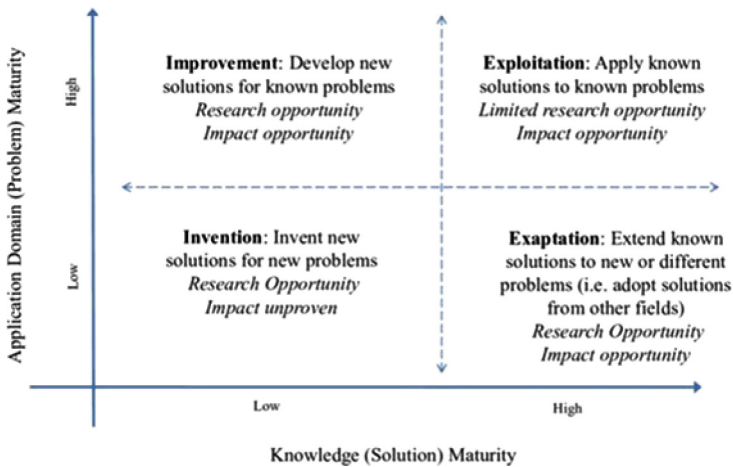 Application Domain (Problem) Maturity
High
Low
Improvement: Develop new
solutions for known problems
Research opportunity
Impact opportunity
Exploitation: Apply known
solutions to known problems
Limited research opportunity
Impact opportunity
Invention: Invent new
solutions for new problems
Research Opportunity
Impact unproven
Exaptation: Extend known
solutions to new or different
problems (i.e. adopt solutions
from other fields)
Research Opportunity
Impact opportunity
Low
High
Knowledge (Solution) Maturity